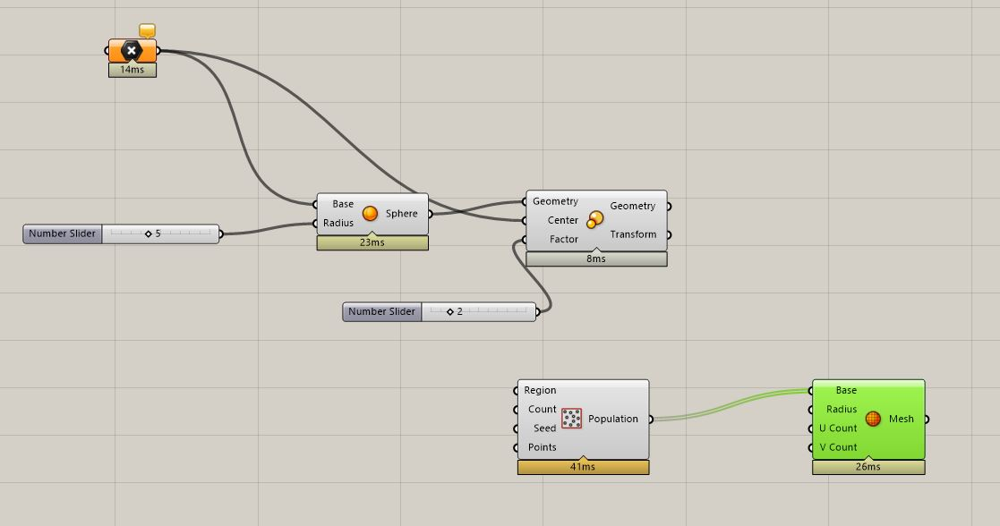 14ms
Base
Radius
Sphere
23ms
Number Slider 5
Geometry
Center
Factor
Geometry
Transform
8ms
Number Slider 2
Region
Count
Seed
Points
Population
41ms
Base
Radius
U Count
V Count
Mesh
26ms